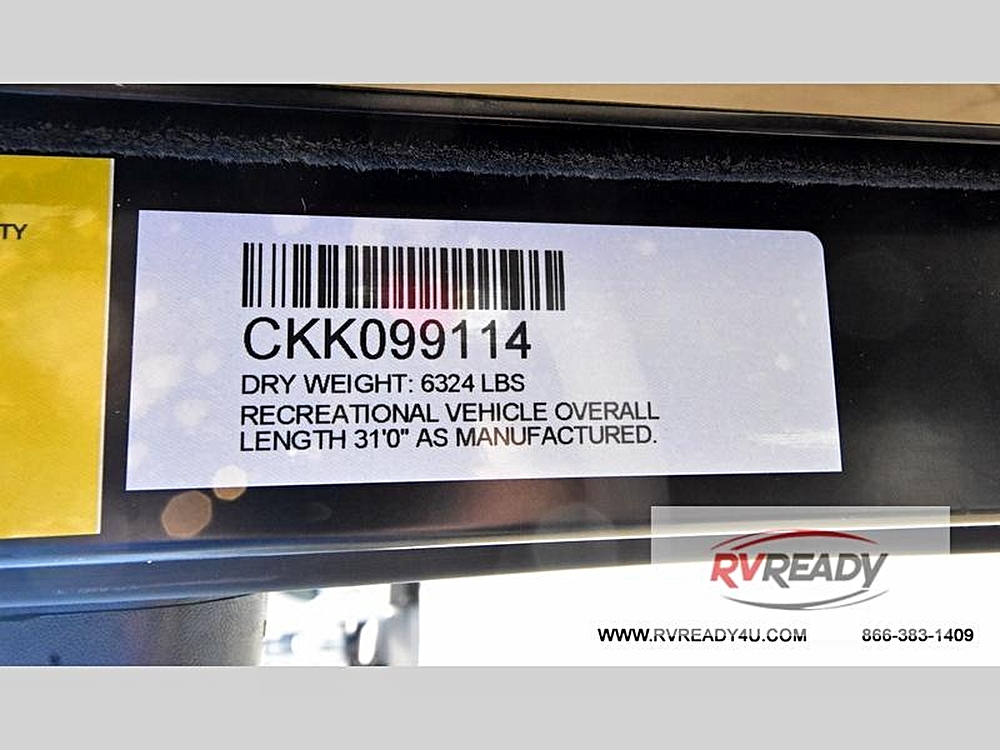 TY
CKK099114
DRY WEIGHT: 6324 LBS
RECREATIONAL VEHICLE OVERALL
LENGTH 31'0" AS MANUFACTURED.
RVREADY
WWW.RVREADY4U.COM 866-383-1409